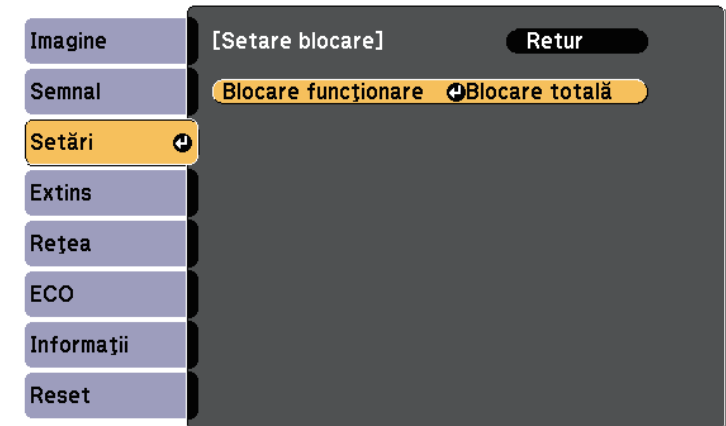 Imagine
Semnal
Setări
Extins
Reţea
ECO
Informaţii
Reset
[Setare blocare] Retur
Blocare funcţionare Blocare totală